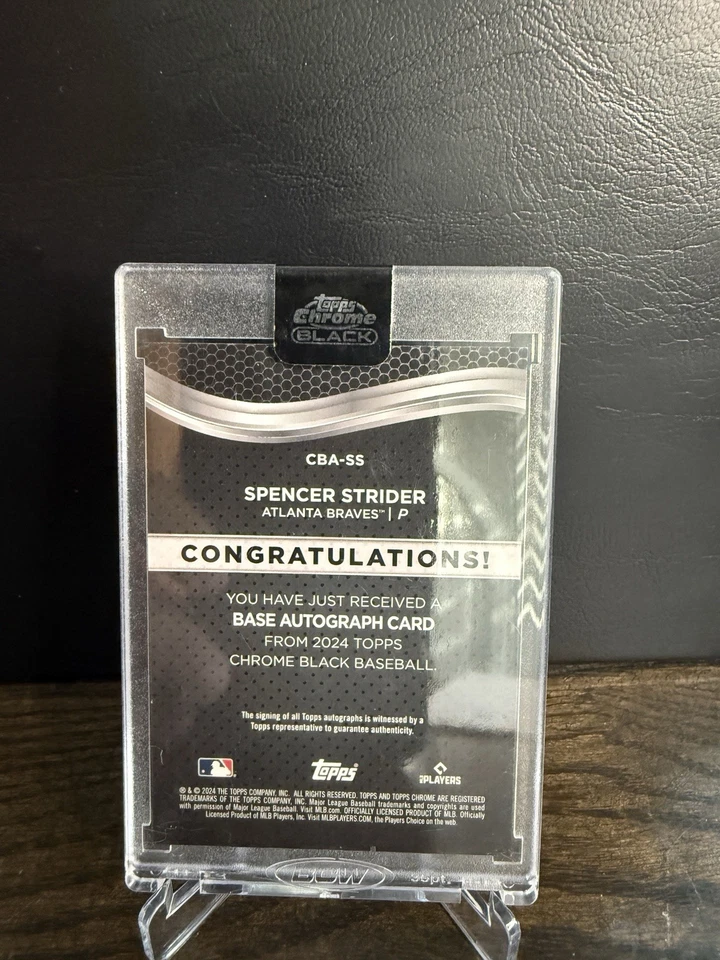 topps
Chrome
BLACK
CBA-SS
SPENCER STRIDER
ATLANTA BRAVES™ | P
CONGRATULATIONS!
YOU HAVE JUST RECEIVED A
BASE AUTOGRAPH CARD
FROM 2024 TOPPS
CHROME BLACK BASEBALL.
The signing of all Topps autographs is witnessed by a
Topps representative to guarantee authenticity.
topps
PLAYERS
® & © 2024 THE TOPPS COMPANY, INC. ALL RIGHTS RESERVED. TOPPS AND TOPPS CHROME ARE REGISTERED
TRADEMARKS OF THE TOPPS COMPANY, INC. Major League Baseball trademarks and copyrights are used
with permission of Major League Baseball. Visit MLB.com. OFFICIALLY LICENSED PRODUCT OF MLB. Officially
Licensed Product of MLB Players, Inc. Visit MLBPLAYERS.COM, the Players Choice on the web.
BCW